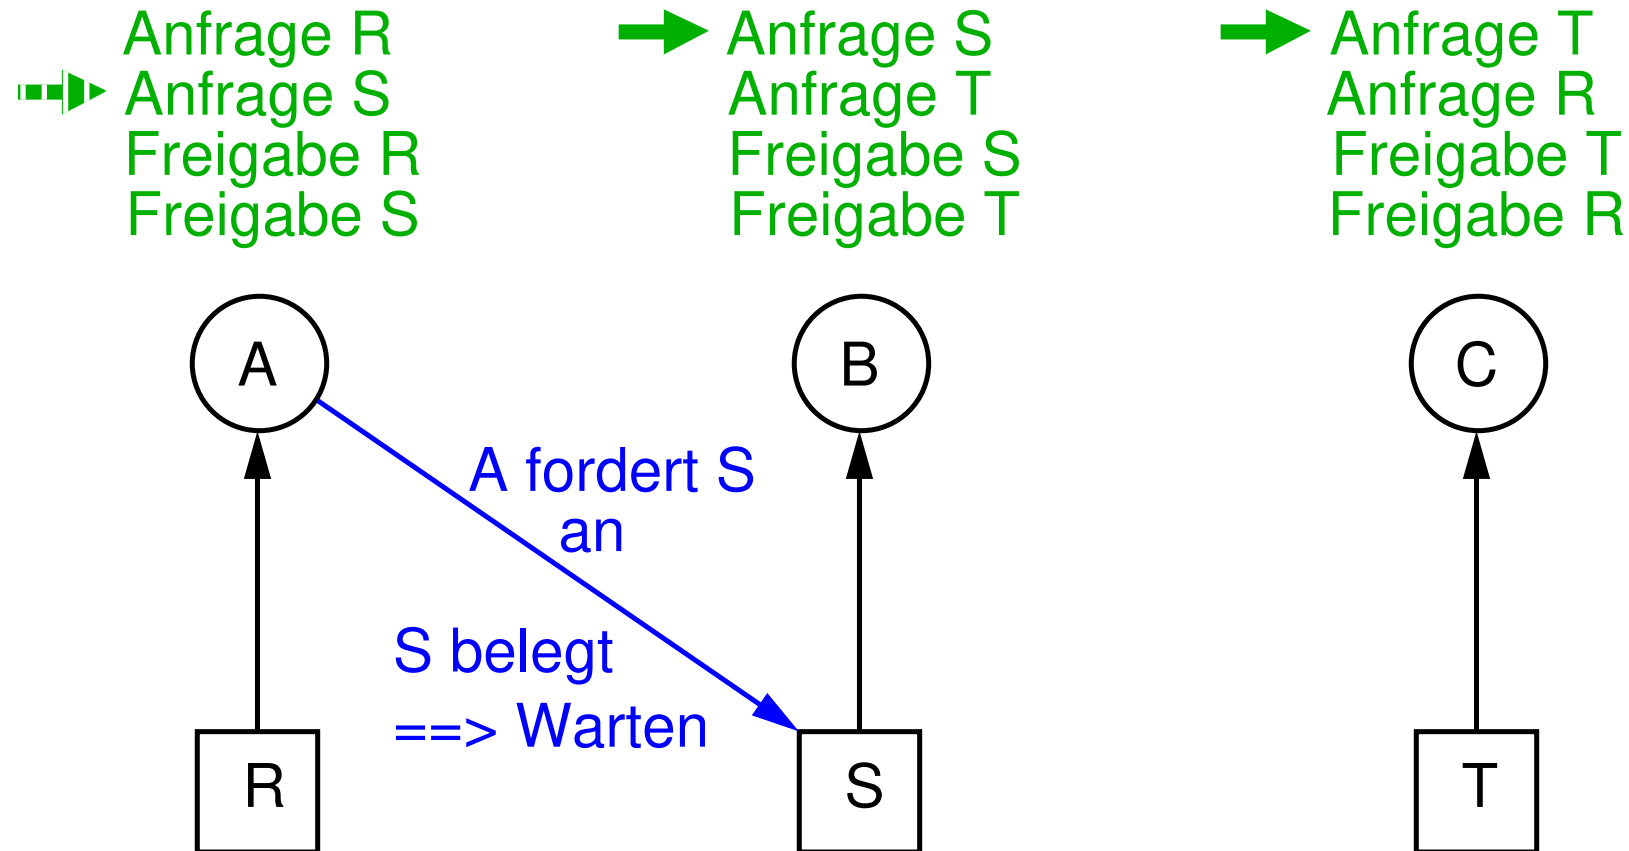 Anfrage R
Anfrage S
Freigabe R
Freigabe S
Anfrage S
Anfrage T
Freigabe S
Freigabe T
Anfrage T
Anfrage R
Freigabe T
Freigabe R
A
B
C
A fordert S
an
S belegt
==> Warten
R
S
T